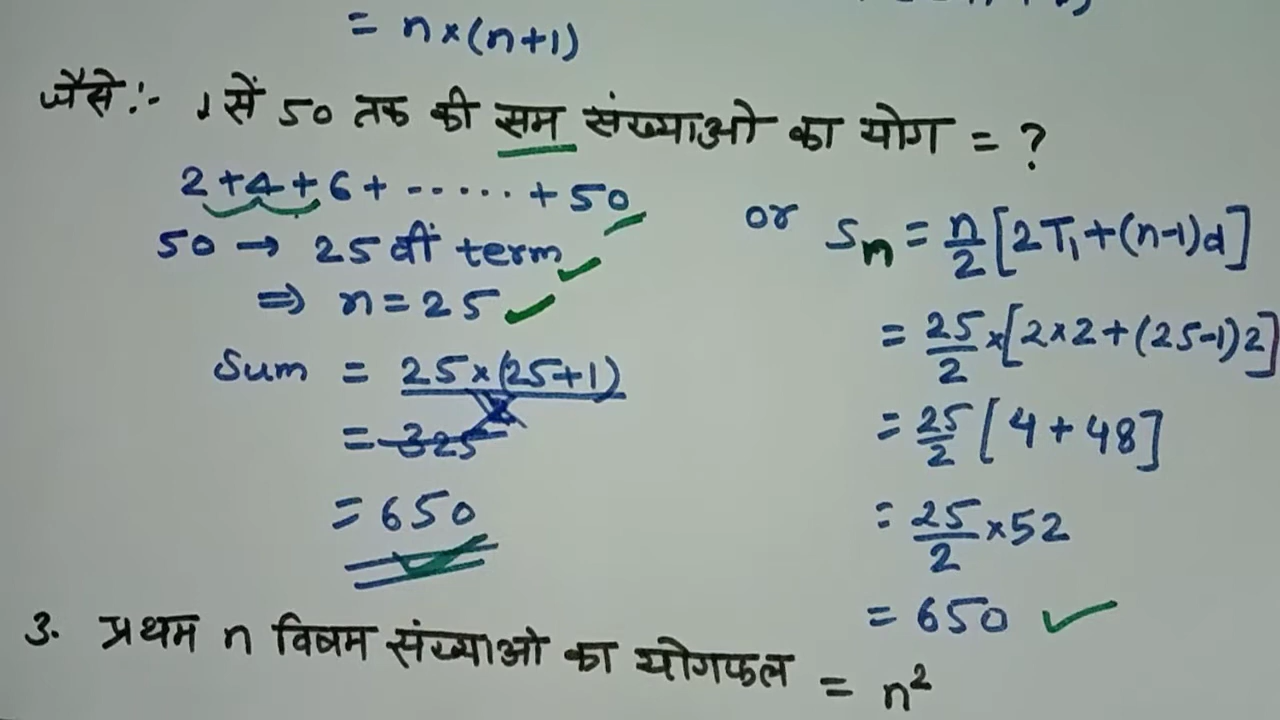 = n×(n+1)
जैसे:- 1 सें 50 तक की सम संख्याओ का योग = ?
2+4+6+ ...... + 50
50 → 25 वीं term
⇒ n = 25
Sum = 25×(25+1)
= 325
= 650
or Sn = n/2 [2T₁+(n-1)d]
= 25/2 ×[2×2+(25-1)2]
= 25/2 [4+48]
= 25/2 ×52
= 650
3. प्रथम n विषम संख्याओ का योगफल = n²